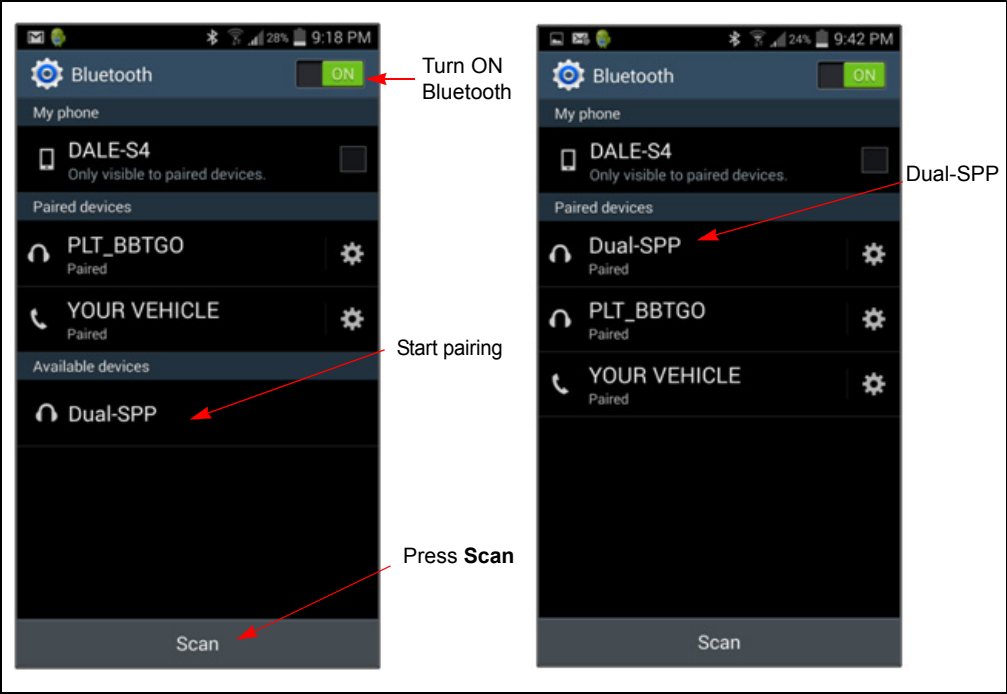 28% 9:18 PM
Bluetooth ON
My phone
DALE-S4
Only visible to paired devices.
Paired devices
PLT_BBTGO
Paired
YOUR VEHICLE
Paired
Available devices
Dual-SPP
Scan
Turn ON
Bluetooth
Start pairing
Press Scan
24% 9:42 PM
Bluetooth ON
My phone
DALE-S4
Only visible to paired devices.
Paired devices
Dual-SPP
Paired
PLT_BBTGO
Paired
YOUR VEHICLE
Paired
Scan
Dual-SPP